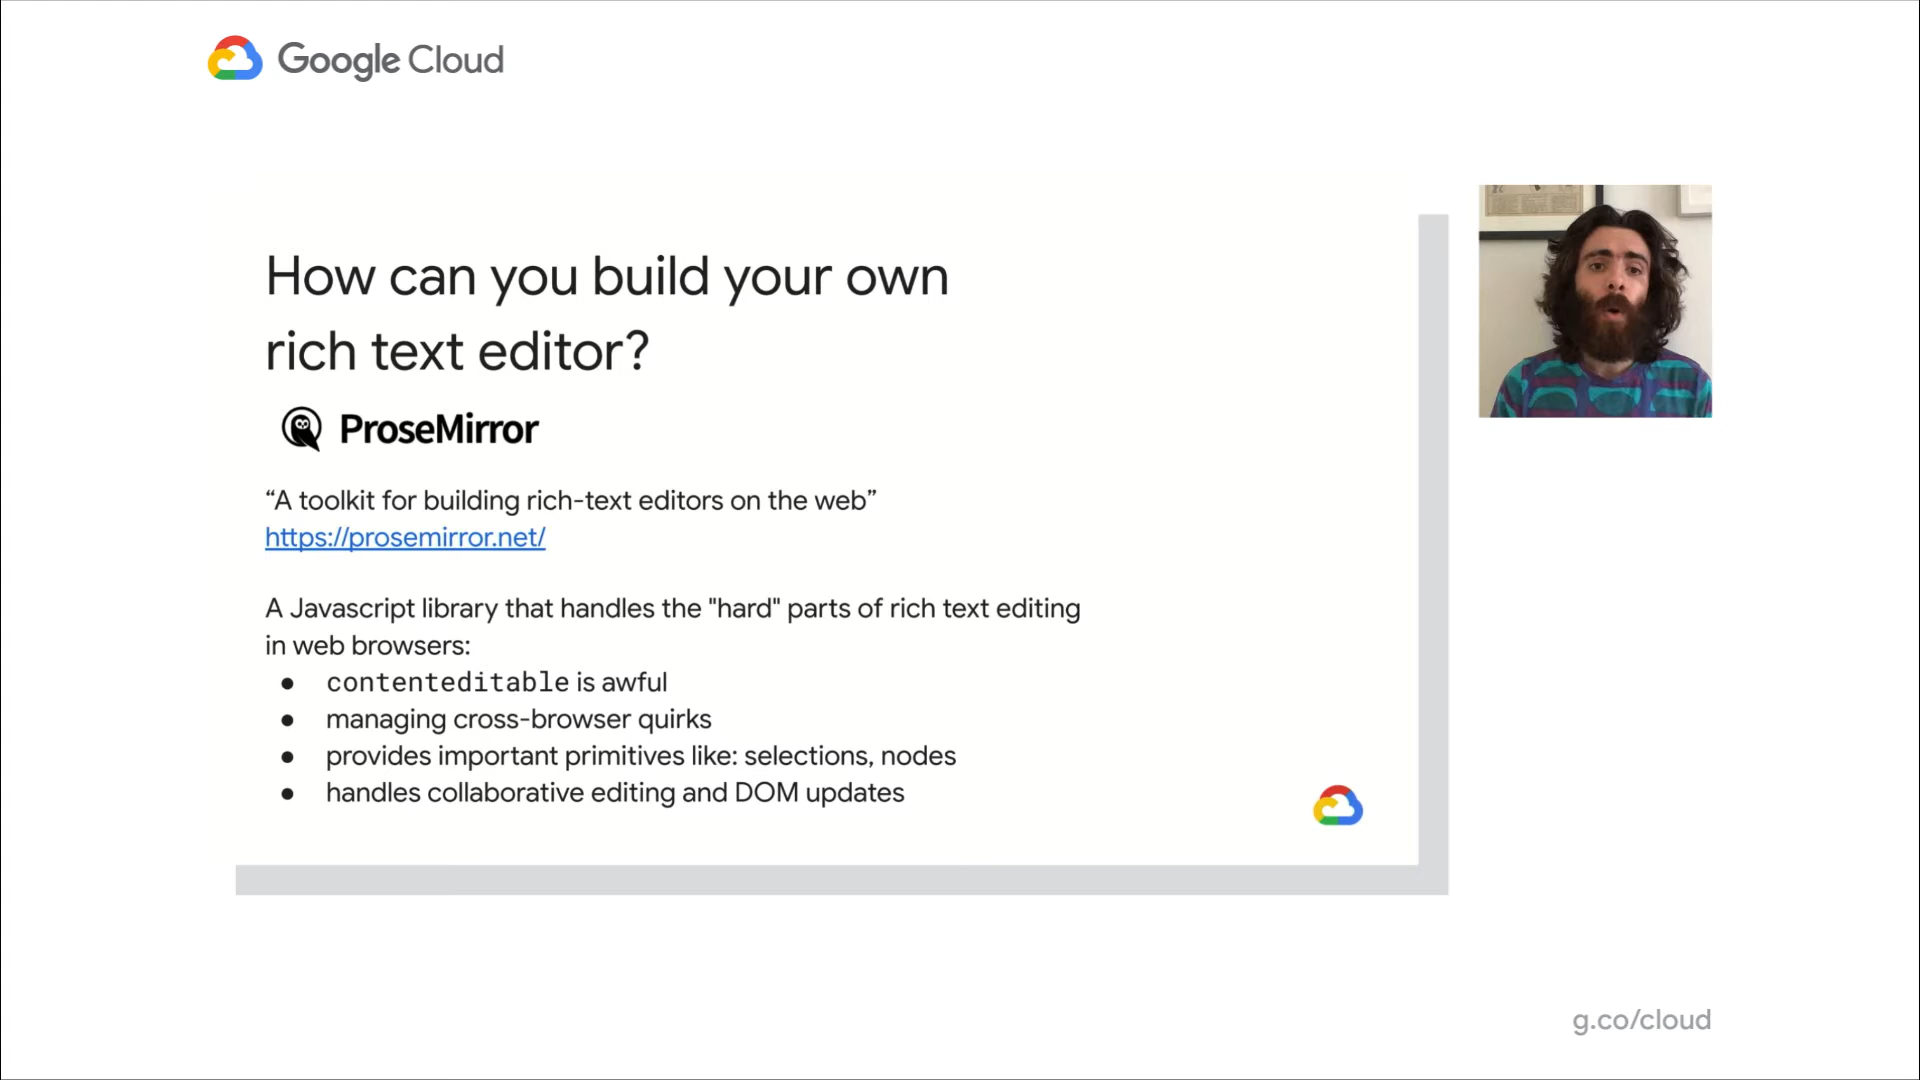 Google Cloud
How can you build your own
rich text editor?
ProseMirror
“A toolkit for building rich-text editors on the web”
https://prosemirror.net/
A Javascript library that handles the "hard" parts of rich text editing
in web browsers:
● contenteditable is awful
● managing cross-browser quirks
● provides important primitives like: selections, nodes
● handles collaborative editing and DOM updates
g.co/cloud